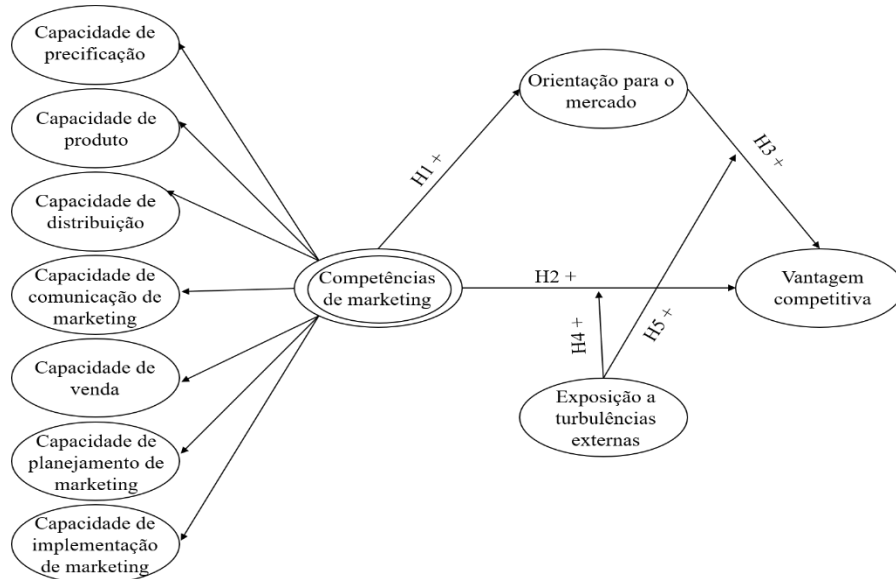 Capacidade de
precificação
Capacidade de
produto
Capacidade de
distribuição
Capacidade de
comunicação de
marketing
Capacidade de
venda
Capacidade de
planejamento de
marketing
Capacidade de
implementação
de marketing
Competências
de marketing
Orientação para o
mercado
H1 +
H2 +
H3 +
H4 +
H5 +
Vantagem
competitiva
Exposição a
turbulências
externas